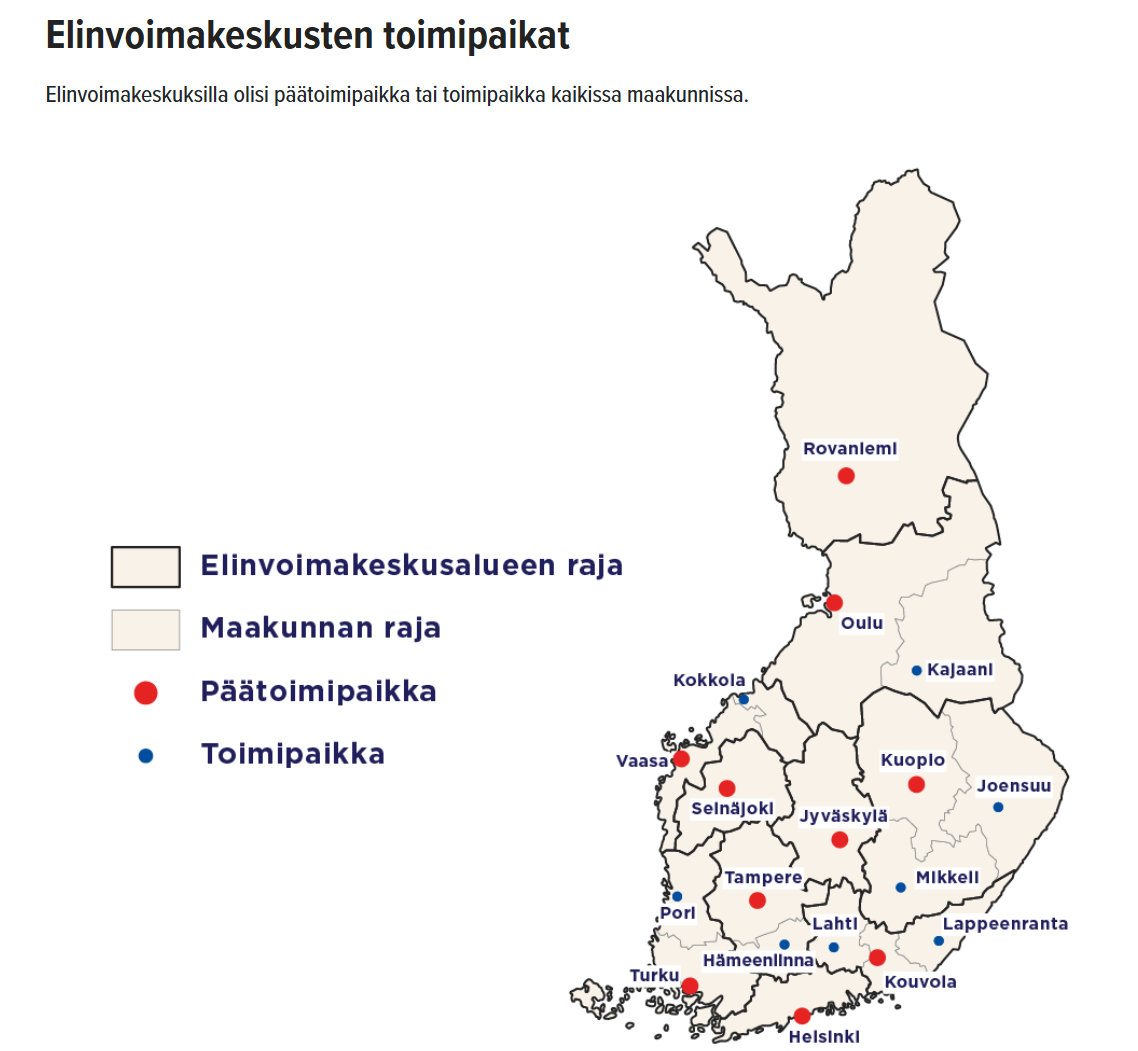 Elinvoimakeskusten toimipaikat
Elinvoimakeskuksilla olisi päätoimipaikka tai toimipaikka kaikissa maakunnissa.
Rovaniemi
Elinvoimakeskusalueen raja
Maakunnan raja
Päätoimipaikka
Toimipaikka
Oulu
Kajaani
Kokkola
Vaasa
Kuopio
Joensuu
Seinäjoki
Jyväskylä
Tampere
Mikkeli
Pori
Lahti
Lappeenranta
Hämeenlinna
Turku
Kouvola
Helsinki